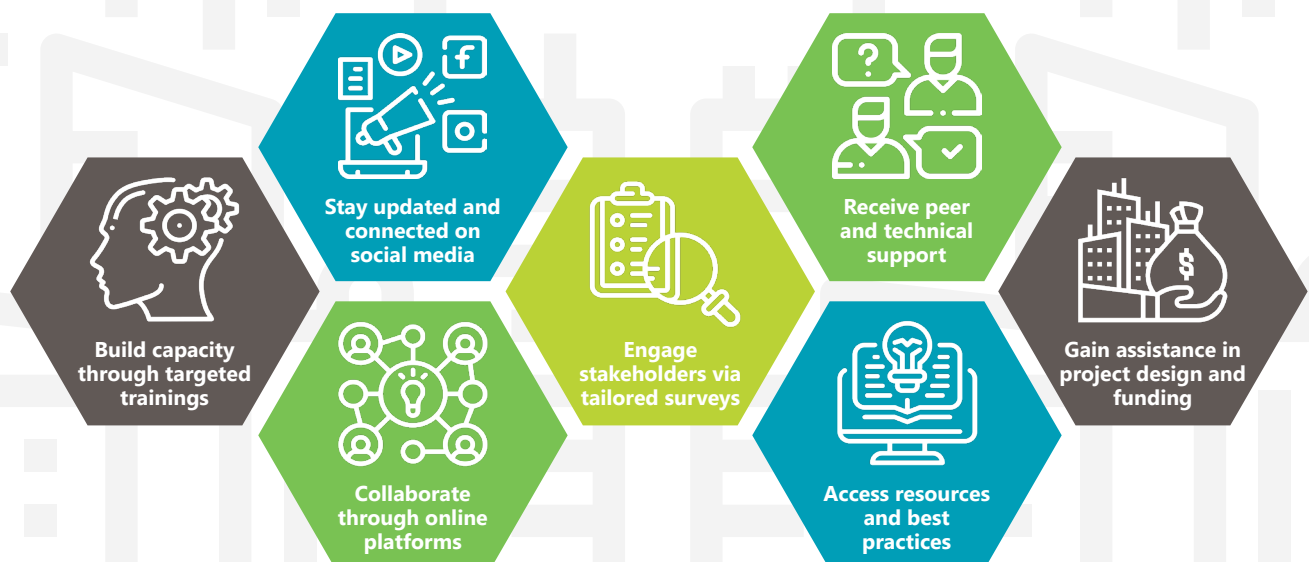 Stay updated and
connected on
social media
Receive peer
and technical
support
Build capacity
through targeted
trainings
Engage
stakeholders via
tailored surveys
Gain assistance in
project design and
funding
Collaborate
through online
platforms
Access resources
and best
practices